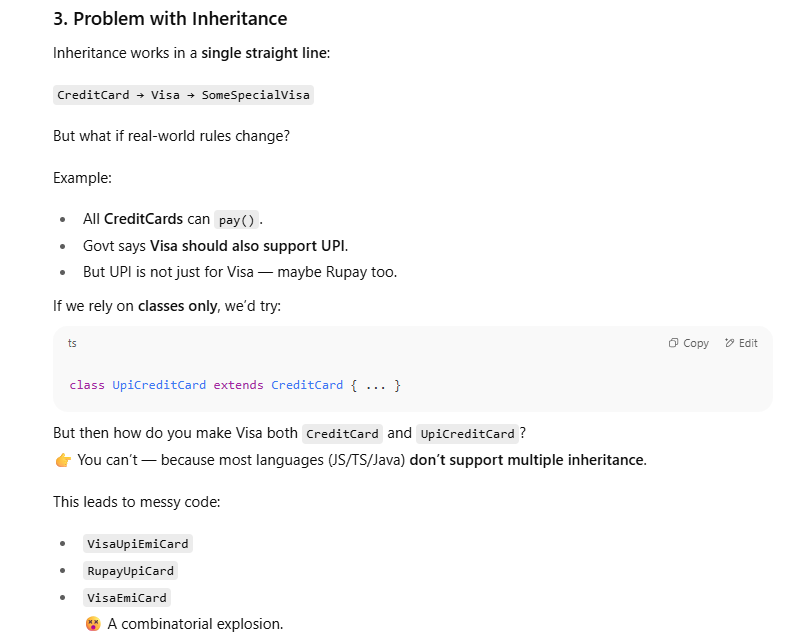 3. Problem with Inheritance
Inheritance works in a single straight line:
CreditCard → Visa → SomeSpecialVisa
But what if real-world rules change?
Example:
• All CreditCards can pay().
• Govt says Visa should also support UPI.
• But UPI is not just for Visa — maybe Rupay too.
If we rely on classes only, we’d try:
ts Copy Edit
class UpiCreditCard extends CreditCard { ... }
But then how do you make Visa both CreditCard and UpiCreditCard?
👉 You can’t — because most languages (JS/TS/Java) don’t support multiple inheritance.
This leads to messy code:
• VisaUpiEmiCard
• RupayUpiCard
• VisaEmiCard
😵 A combinatorial explosion.